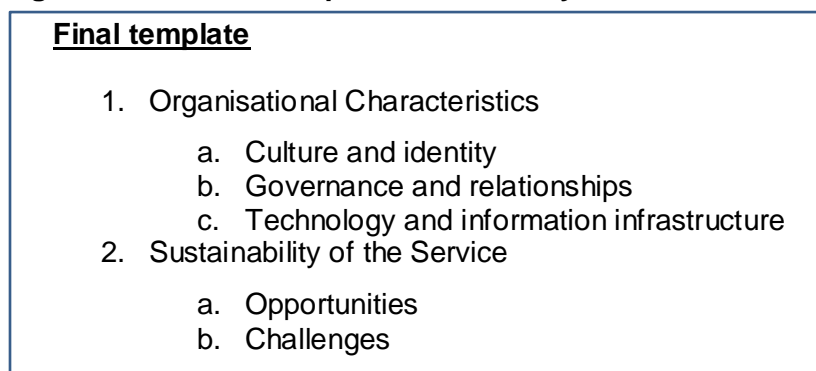 Final template
1. Organisational Characteristics
a. Culture and identity
b. Governance and relationships
c. Technology and information infrastructure
2. Sustainability of the Service
a. Opportunities
b. Challenges